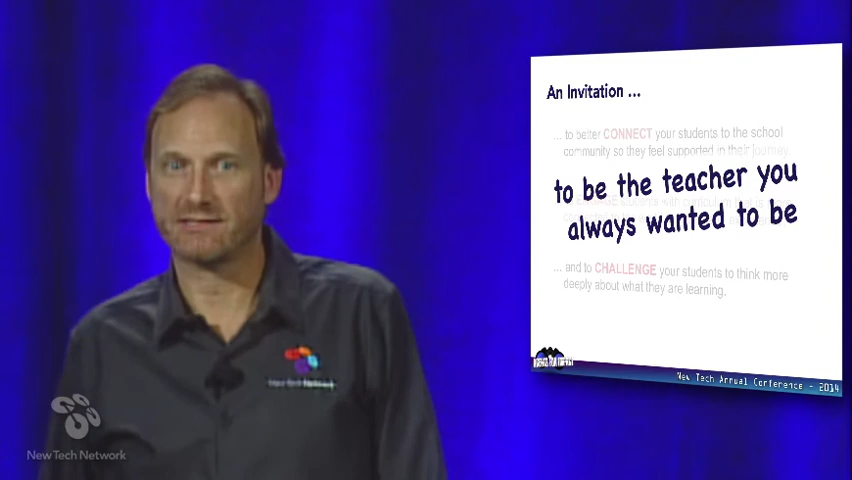 An Invitation ...
... to better CONNECT your students to the school
community so they feel supported in their journey.
to be the teacher you
always wanted to be
... and to CHALLENGE your students to think more
deeply about what they are learning.
New Tech Annual Conference - 2014
New Tech Network
NewTech Network